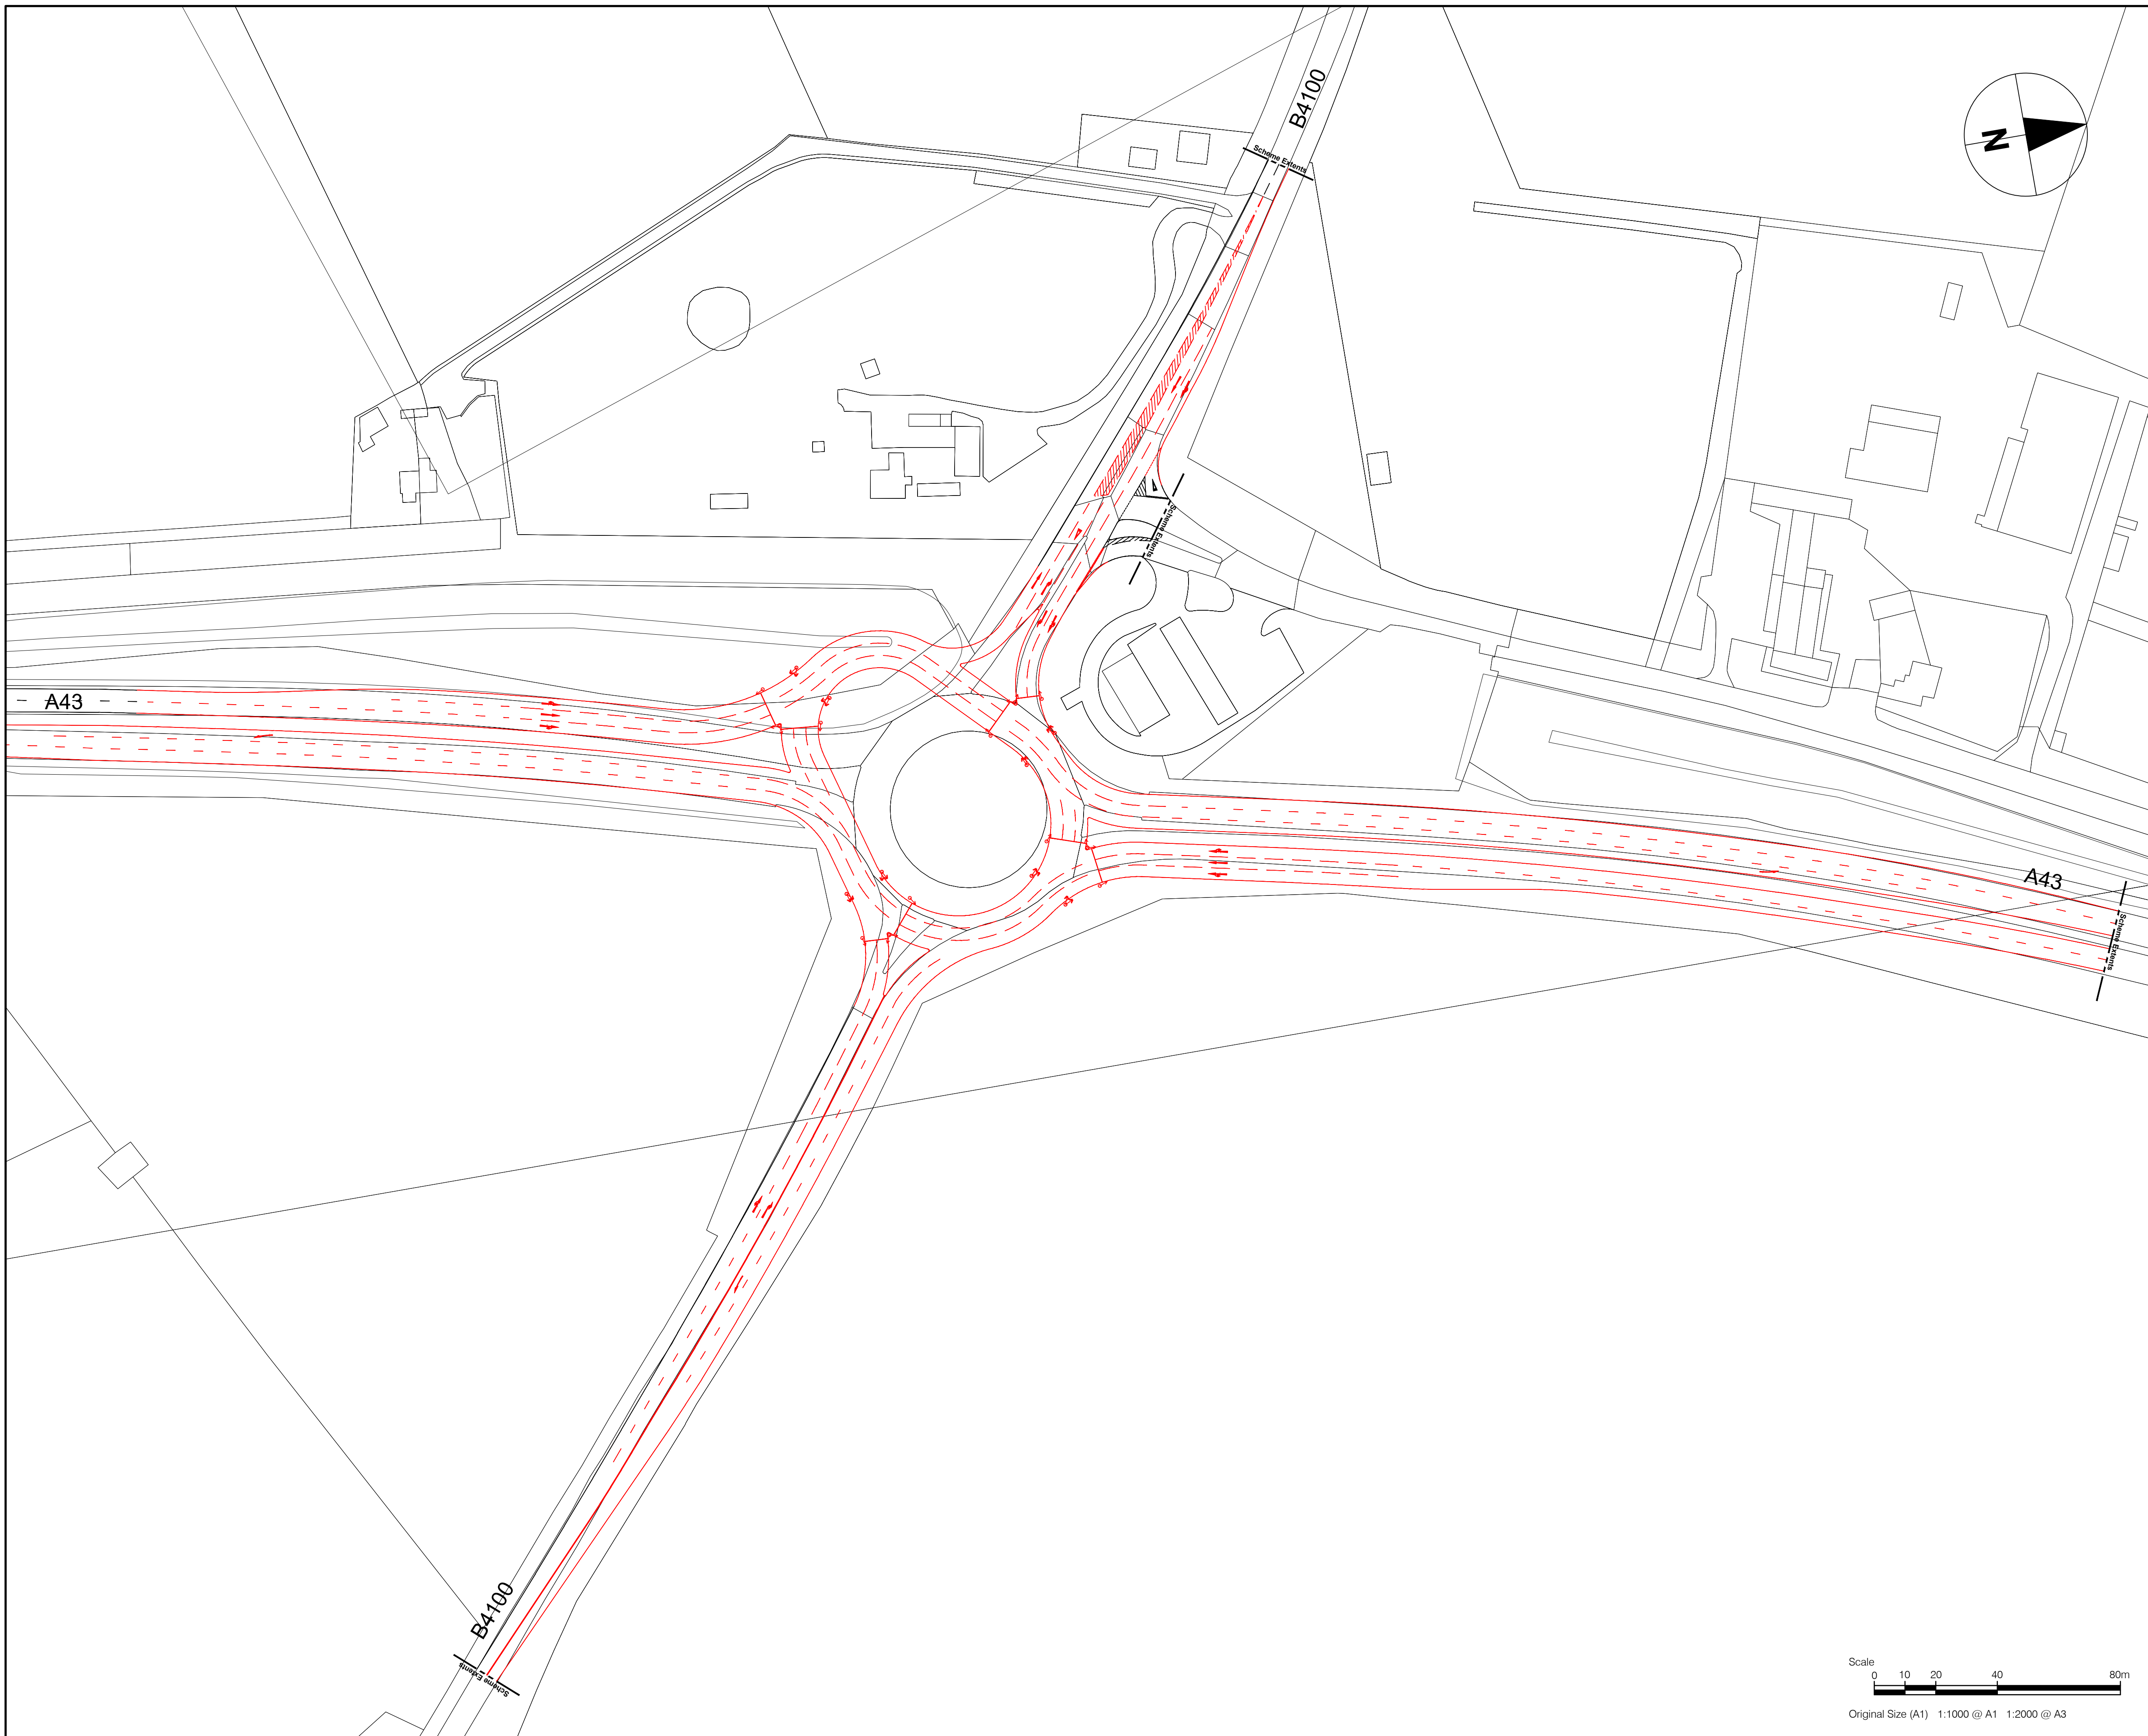 B4100
Scheme Extents
N
Scheme Extents
A43
A43
Scheme Extents
B4100
Scheme Extents
Scale
0 10 20 40 80m
Original Size (A1) 1:1000 @ A1 1:2000 @ A3